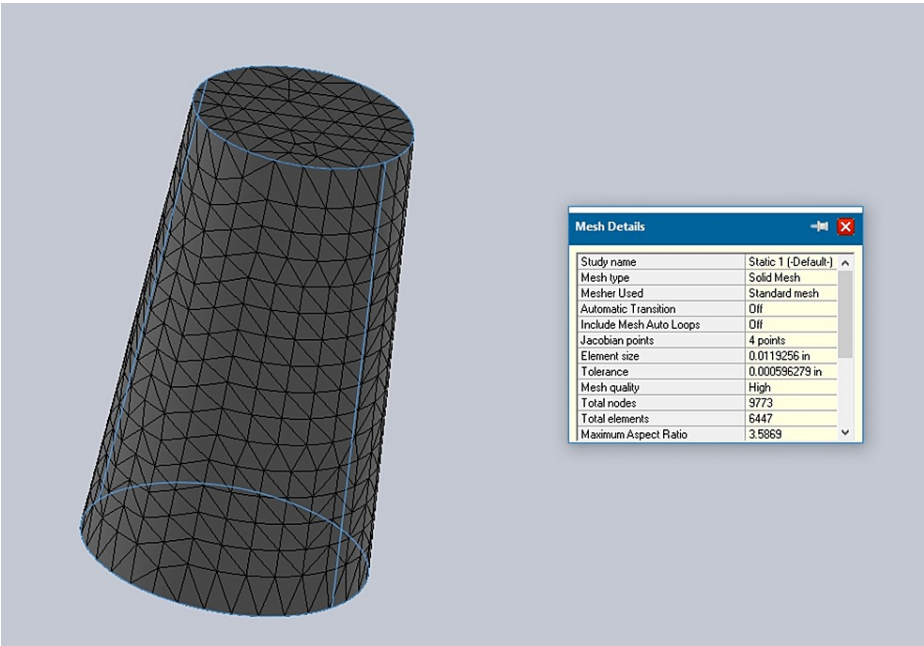 Mesh Details
Study name Static 1 (-Default-)
Mesh type Solid Mesh
Mesher Used Standard mesh
Automatic Transition Off
Include Mesh Auto Loops Off
Jacobian points 4 points
Element size 0.0119256 in
Tolerance 0.000596279 in
Mesh quality High
Total nodes 9773
Total elements 6447
Maximum Aspect Ratio 3.5869